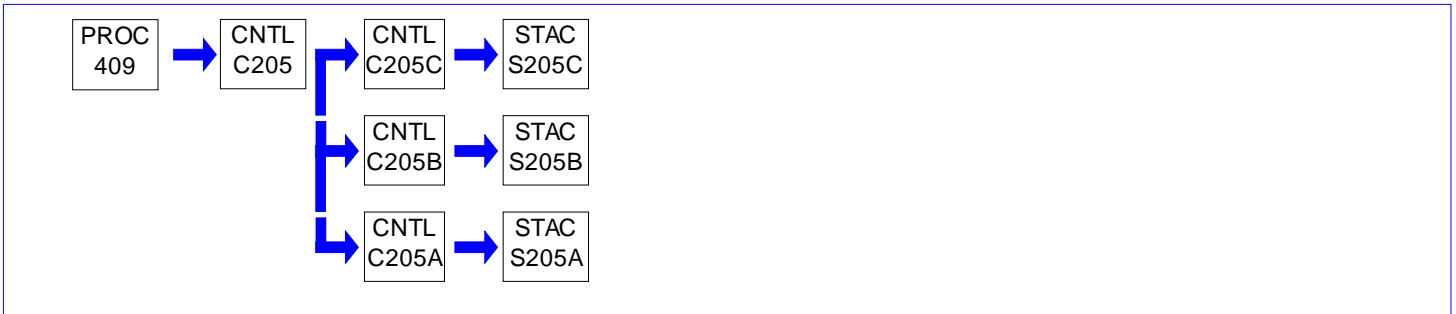 PROC
409
CNTL
C205
CNTL
C205C
STAC
S205C
CNTL
C205B
STAC
S205B
CNTL
C205A
STAC
S205A